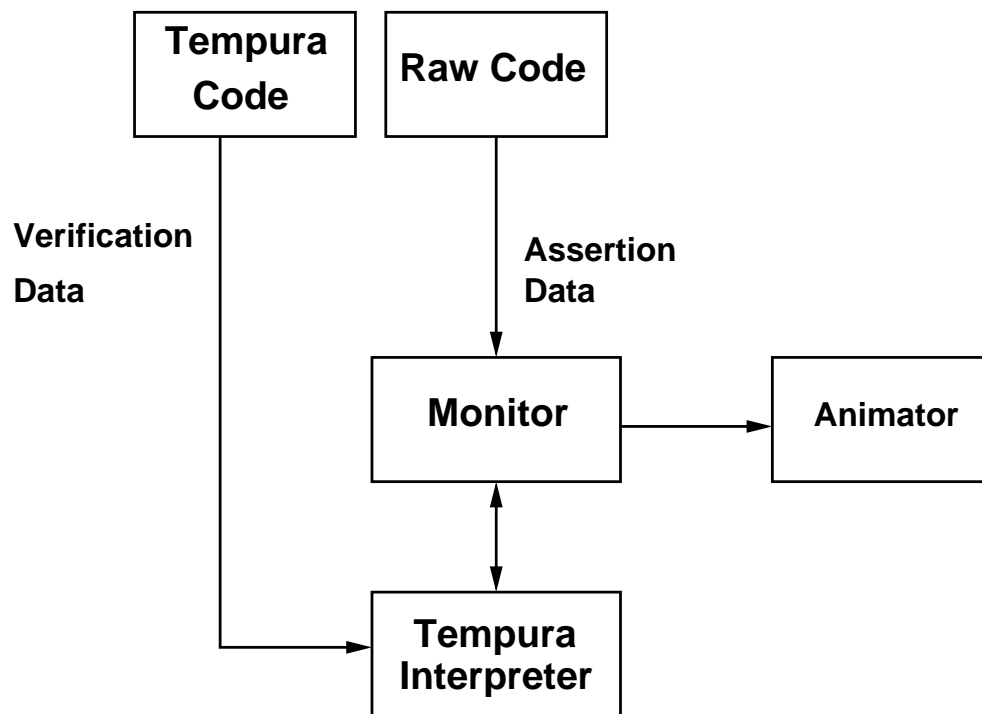 Tempura
Code
Raw Code
Verification
Data
Assertion
Data
Monitor
Animator
Tempura
Interpreter